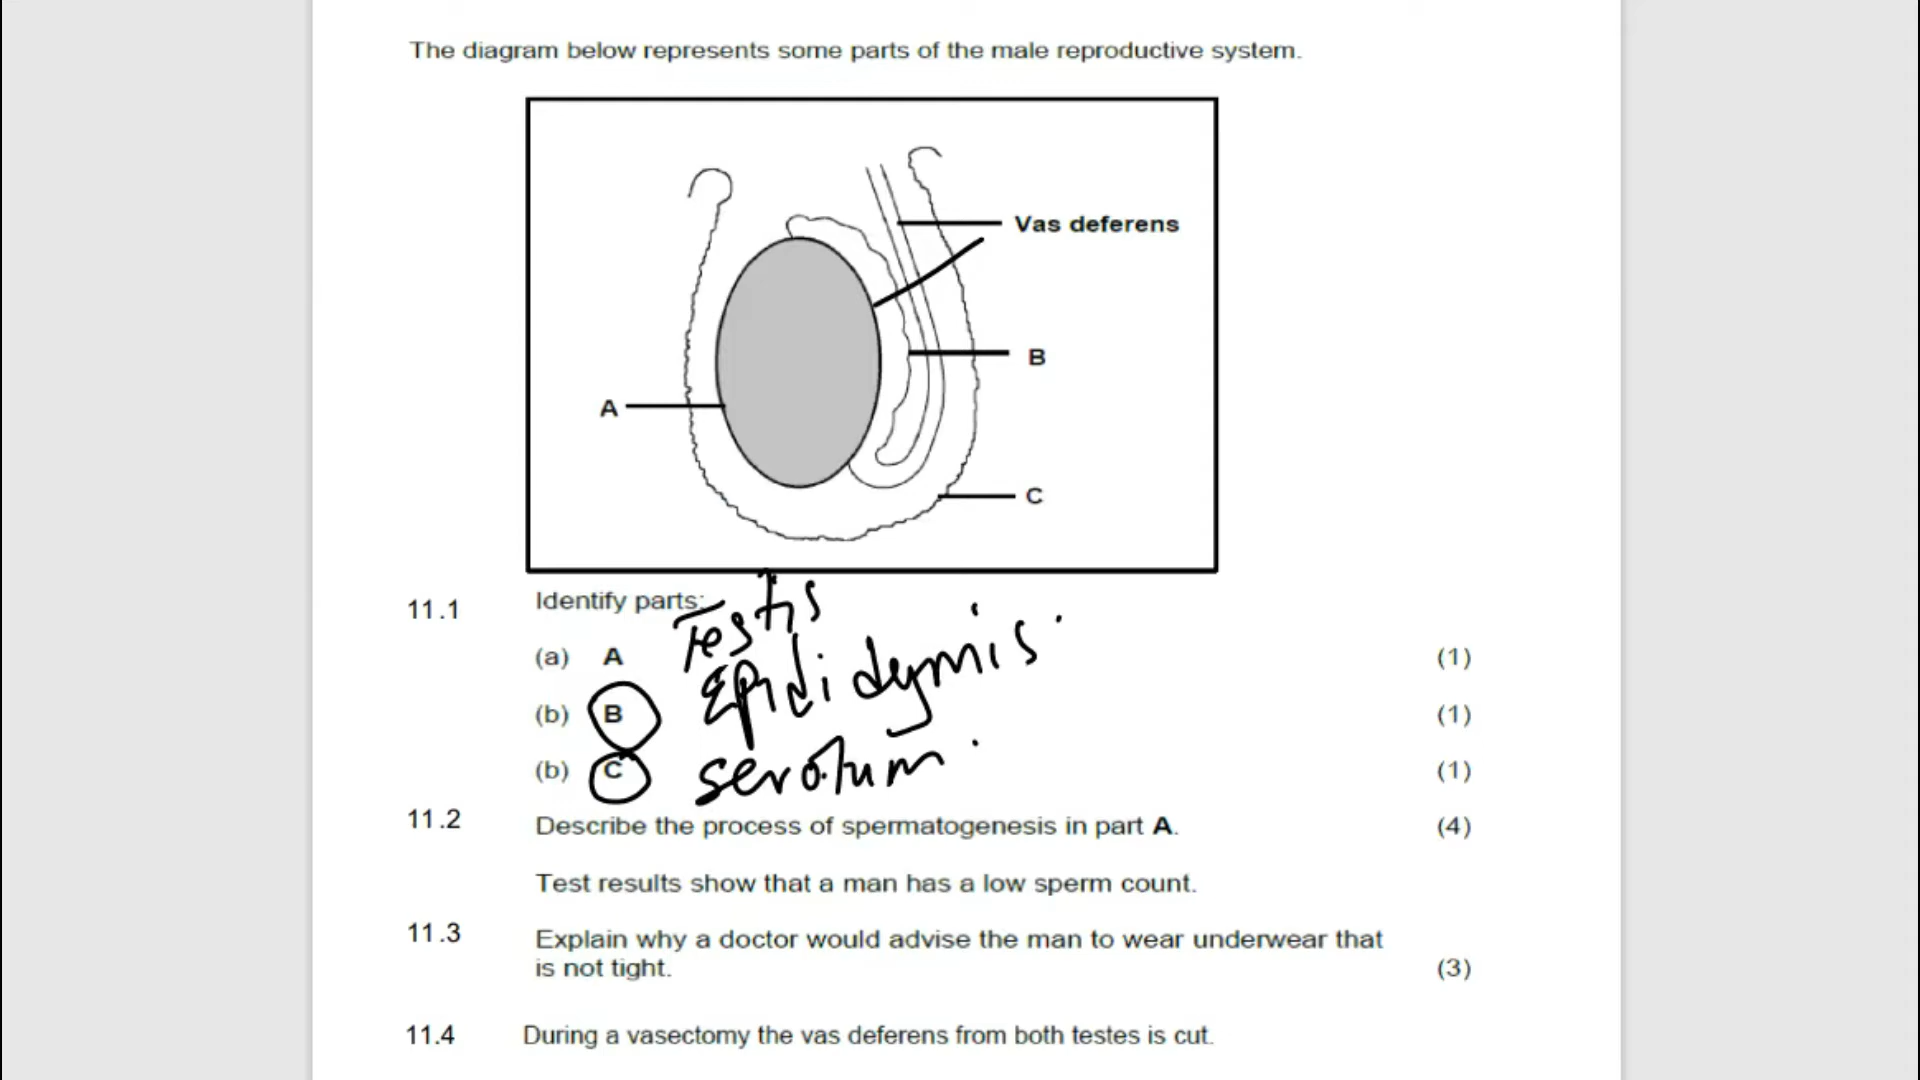 The diagram below represents some parts of the male reproductive system.
Vas deferens
B
A
C
11.1 Identify parts:
Testis
(a) A (1)
Epididymis
(b) B (1)
(b) C scrotum (1)
11.2 Describe the process of spermatogenesis in part A. (4)
Test results show that a man has a low sperm count.
11.3 Explain why a doctor would advise the man to wear underwear that
is not tight. (3)
11.4 During a vasectomy the vas deferens from both testes is cut.